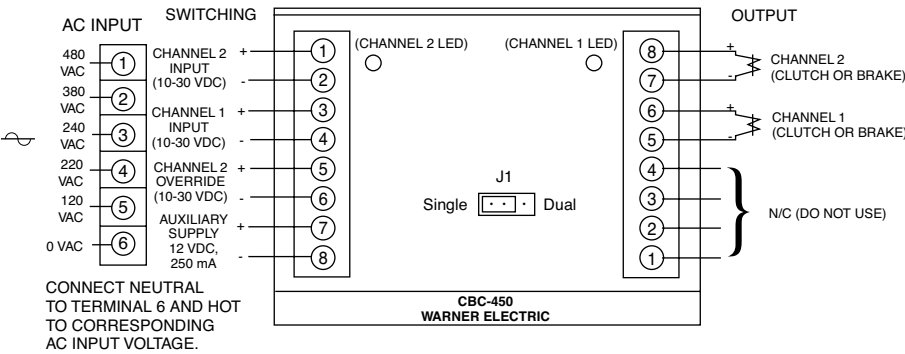 AC INPUT
480
VAC
1
380
VAC
2
240
VAC
3
220
VAC
4
120
VAC
5
0 VAC
6
CONNECT NEUTRAL
TO TERMINAL 6 AND HOT
TO CORRESPONDING
AC INPUT VOLTAGE.
SWITCHING
CHANNEL 2
INPUT
(10-30 VDC)
+
-
CHANNEL 1
INPUT
(10-30 VDC)
+
-
CHANNEL 2
OVERRIDE
(10-30 VDC)
+
-
AUXILIARY
SUPPLY
12 VDC,
250 mA
+
-
1
2
3
4
5
6
7
8
(CHANNEL 2 LED)
(CHANNEL 1 LED)
J1
Single
Dual
CBC-450
WARNER ELECTRIC
OUTPUT
8
7
6
5
4
3
2
1
+
-
CHANNEL 2
(CLUTCH OR BRAKE)
+
-
CHANNEL 1
(CLUTCH OR BRAKE)
N/C (DO NOT USE)